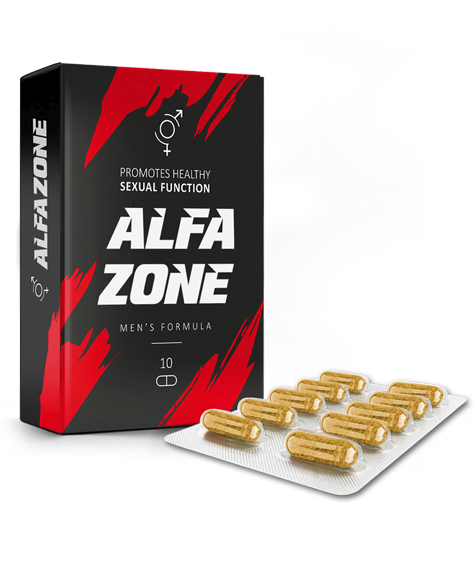 ALFAZONE
PROMOTES HEALTHY
SEXUAL FUNCTION
ALFA
ZONE
MEN'S FORMULA
10